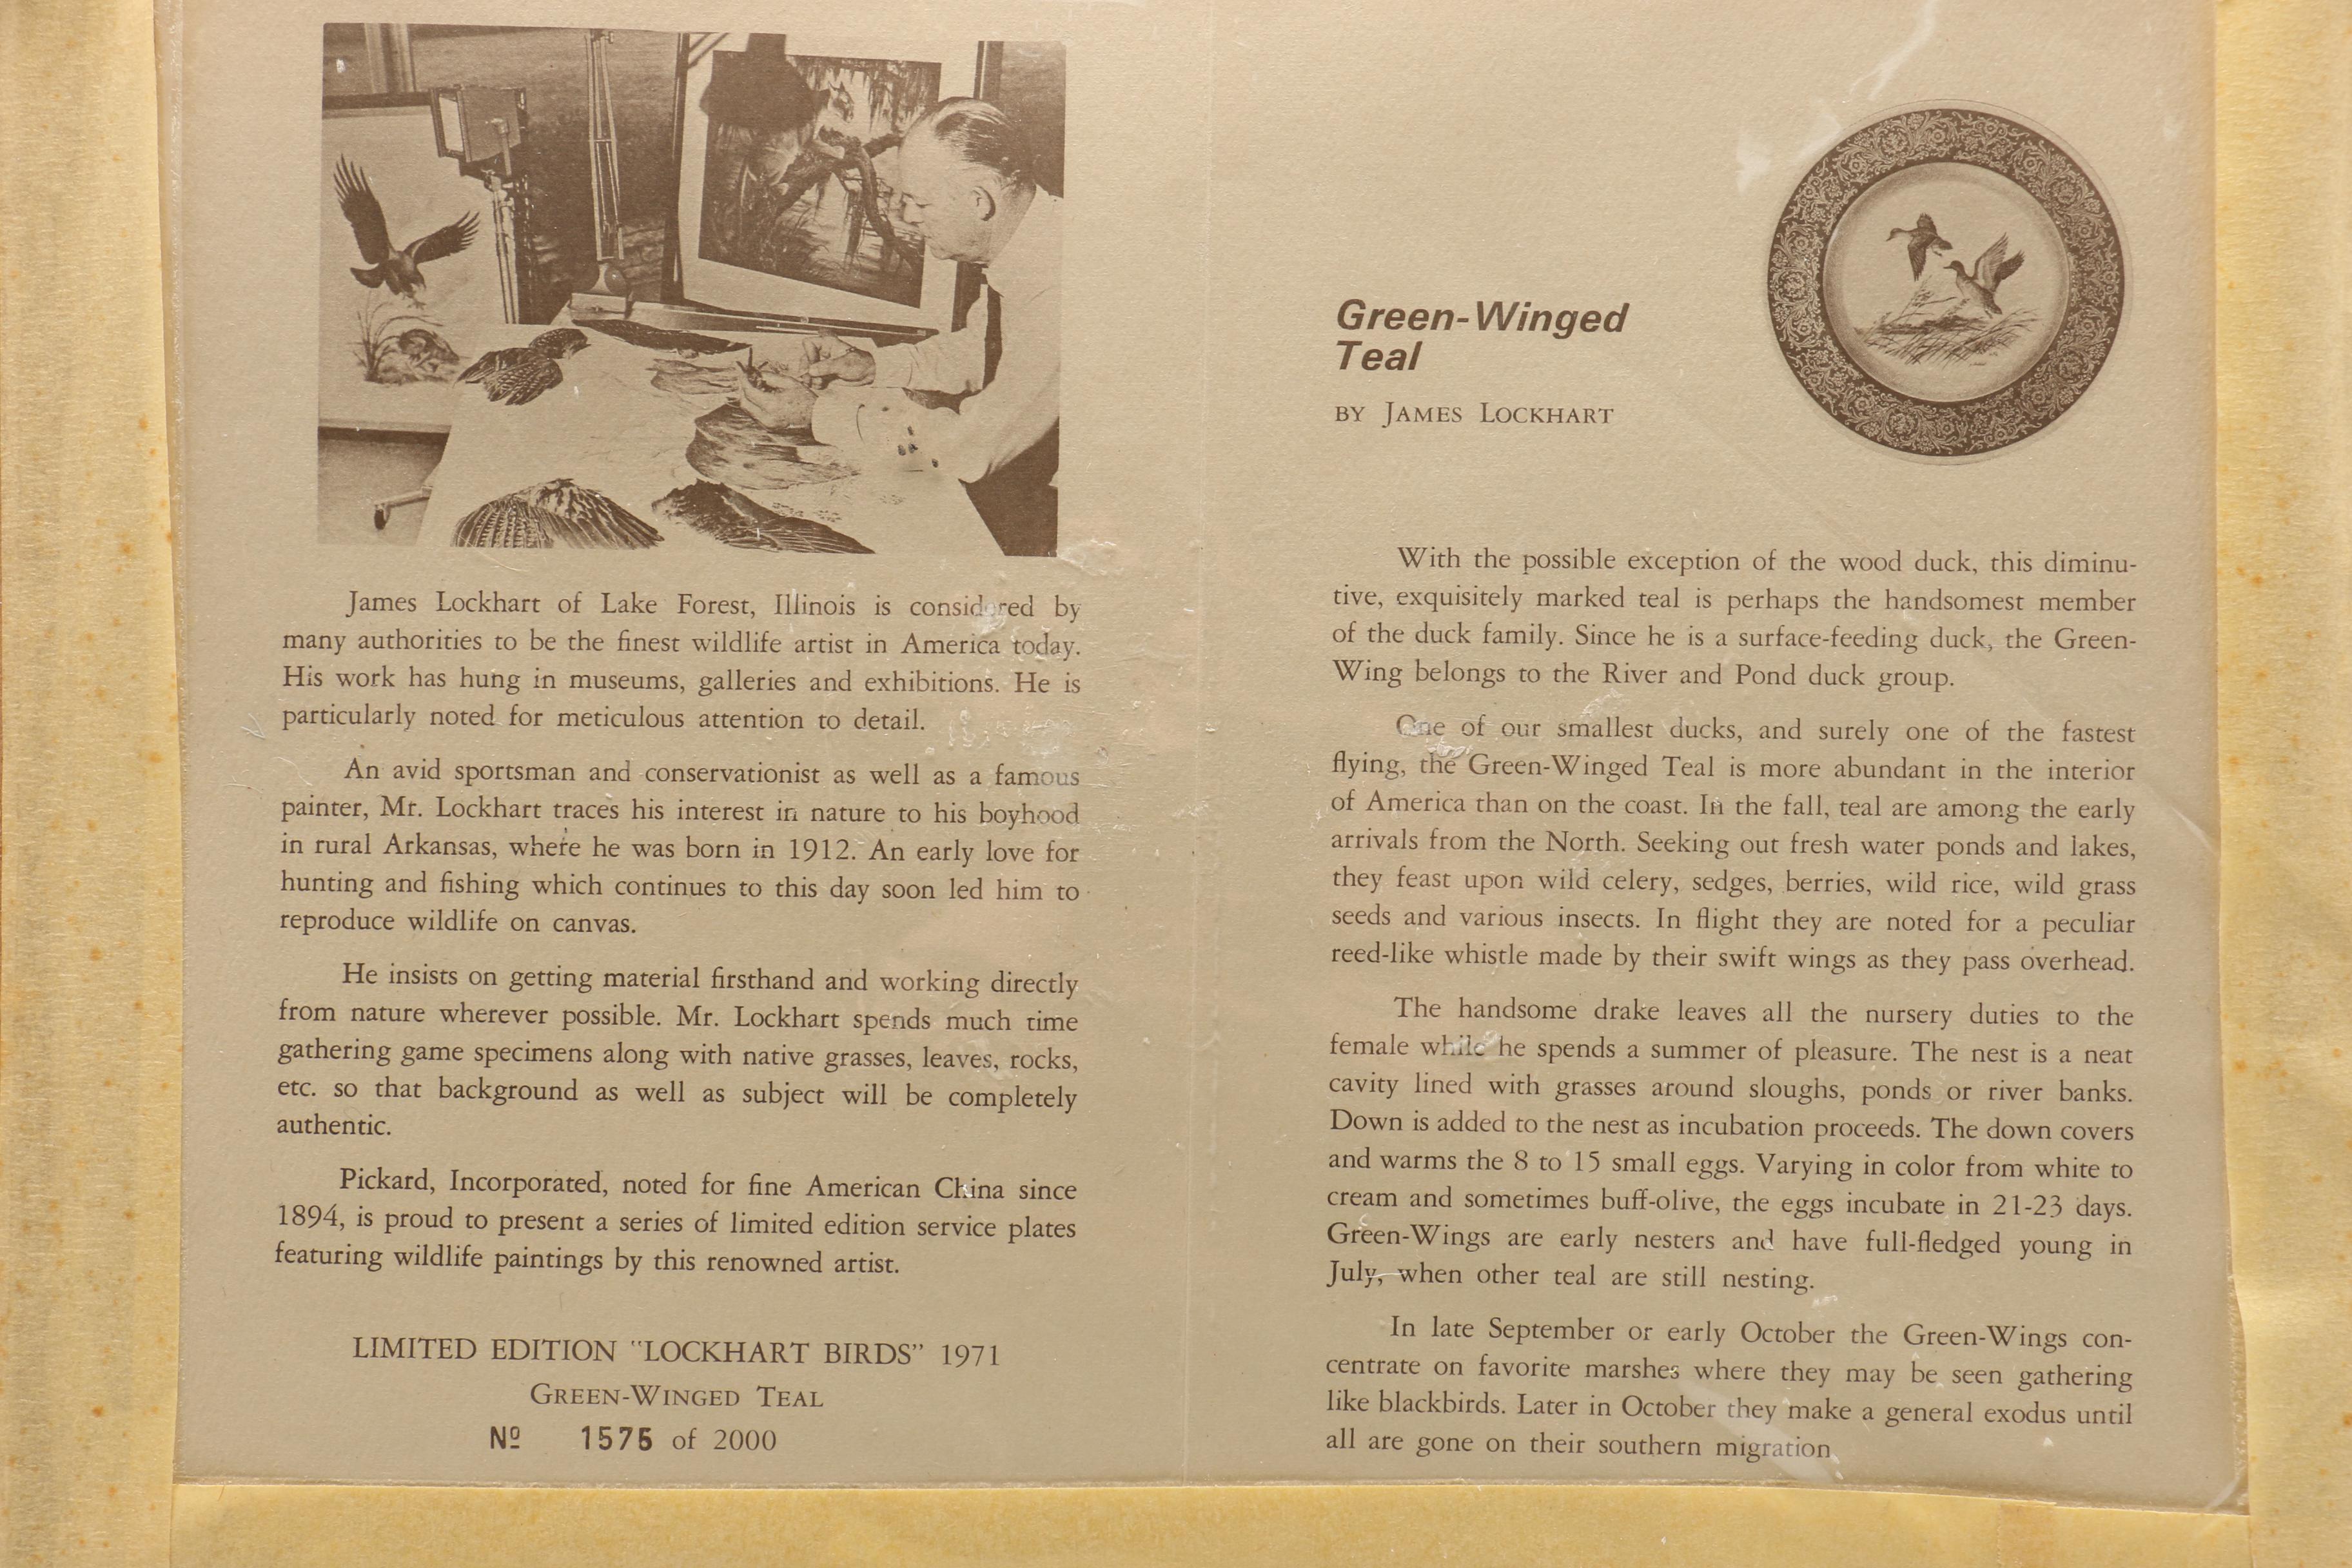 James Lockhart of Lake Forest, Illinois is considered by
many authorities to be the finest wildlife artist in America today.
His work has hung in museums, galleries and exhibitions. He is
particularly noted for meticulous attention to detail.
An avid sportsman and conservationist as well as a famous
painter, Mr. Lockhart traces his interest in nature to his boyhood
in rural Arkansas, where he was born in 1912. An early love for
hunting and fishing which continues to this day soon led him to
reproduce wildlife on canvas.
He insists on getting material firsthand and working directly
from nature wherever possible. Mr. Lockhart spends much time
gathering game specimens along with native grasses, leaves, rocks,
etc. so that background as well as subject will be completely
authentic.
Pickard, Incorporated, noted for fine American China since
1894, is proud to present a series of limited edition service plates
featuring wildlife paintings by this renowned artist.
LIMITED EDITION "LOCKHART BIRDS" 1971
GREEN-WINGED TEAL
Nº 1575 of 2000
Green-Winged
Teal
BY JAMES LOCKHART
With the possible exception of the wood duck, this diminu-
tive, exquisitely marked teal is perhaps the handsomest member
of the duck family. Since he is a surface-feeding duck, the Green-
Wing belongs to the River and Pond duck group.
One of our smallest ducks, and surely one of the fastest
flying, the Green-Winged Teal is more abundant in the interior
of America than on the coast. In the fall, teal are among the early
arrivals from the North. Seeking out fresh water ponds and lakes,
they feast upon wild celery, sedges, berries, wild rice, wild grass
seeds and various insects. In flight they are noted for a peculiar
reed-like whistle made by their swift wings as they pass overhead.
The handsome drake leaves all the nursery duties to the
female while he spends a summer of pleasure. The nest is a neat
cavity lined with grasses around sloughs, ponds or river banks.
Down is added to the nest as incubation proceeds. The down covers
and warms the 8 to 15 small eggs. Varying in color from white to
cream and sometimes buff-olive, the eggs incubate in 21-23 days.
Green-Wings are early nesters and have full-fledged young in
July, when other teal are still nesting.
In late September or early October the Green-Wings con-
centrate on favorite marshes where they may be seen gathering
like blackbirds. Later in October they make a general exodus until
all are gone on their southern migration